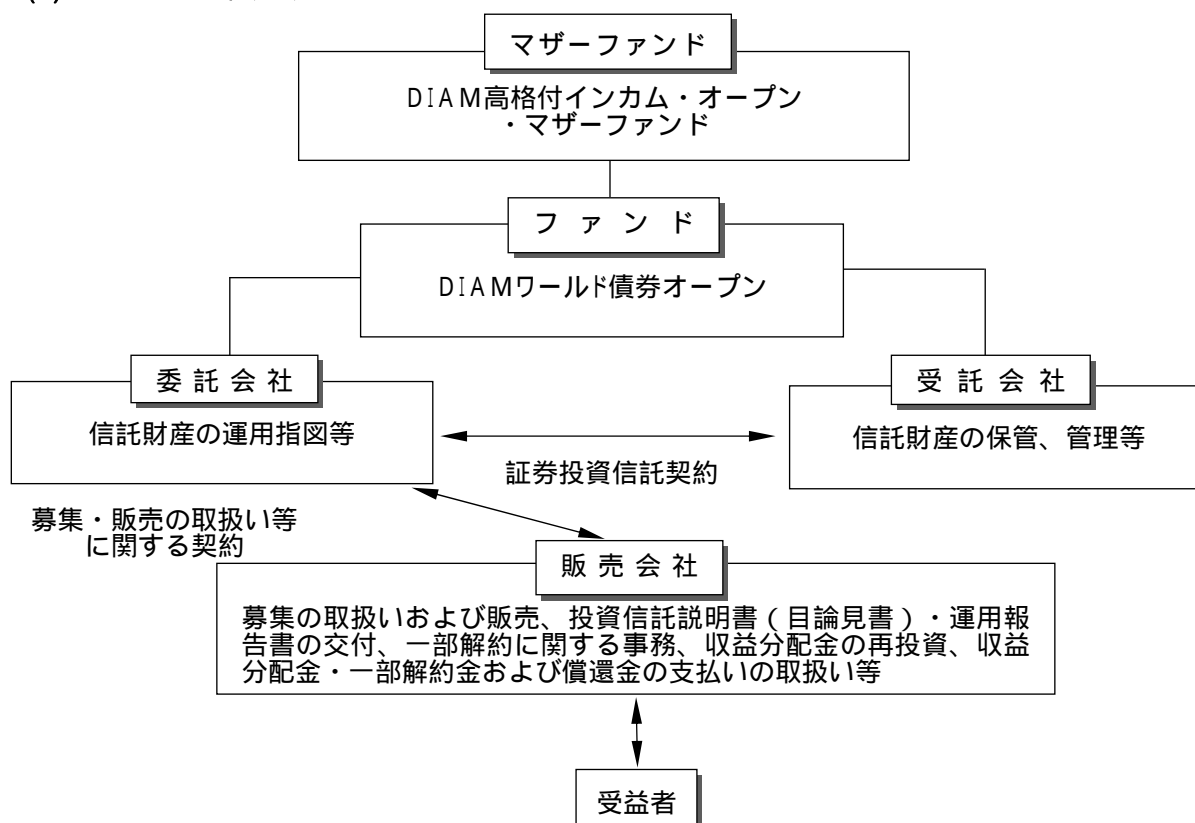 マザーファンド
DIAM高格付インカム・オープン
・マザーファンド
ファンド
DIAMワールド債券オープン
委託会社
受託会社
信託財産の運用指図等
信託財産の保管、管理等
証券投資信託契約
募集・販売の取扱い等
に関する契約
販売会社
募集の取扱いおよび販売、投資信託説明書(目論見書)・運用報
告書の交付、一部解約に関する事務、収益分配金の再投資、収益
分配金・一部解約金および償還金の支払いの取扱い等
受益者